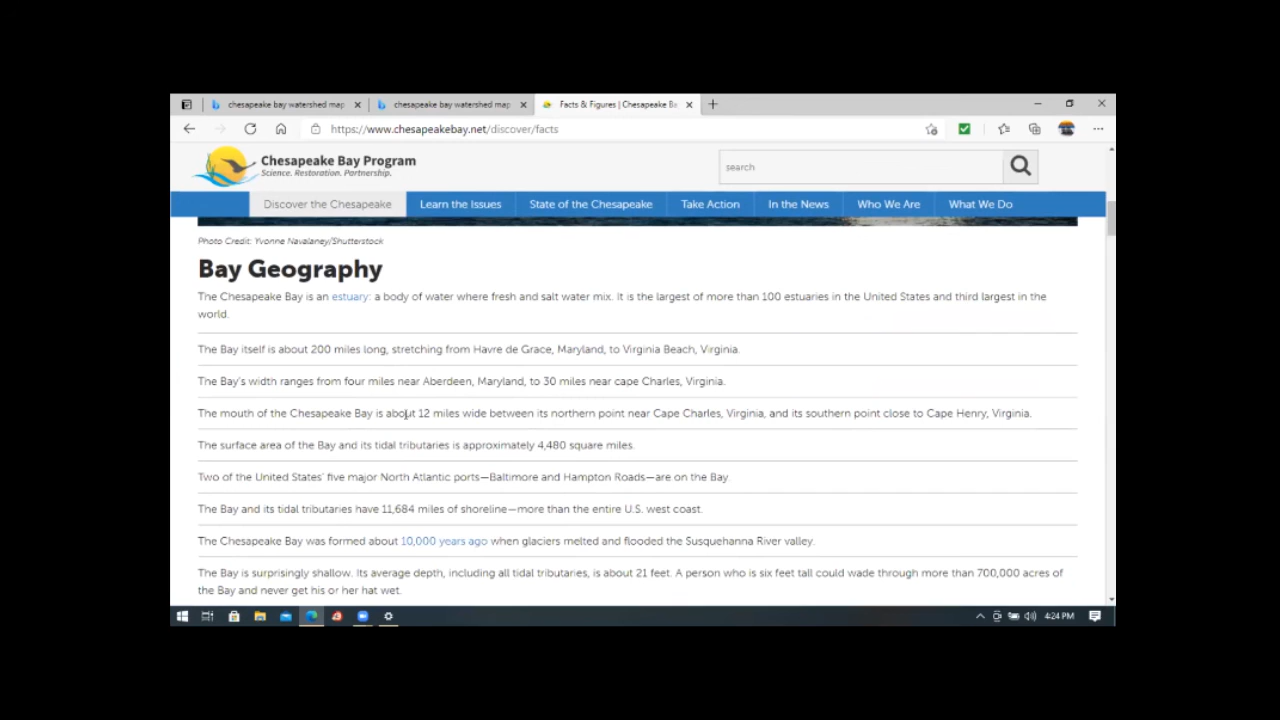 chesapeake bay watershed map
chesapeake bay watershed map
Facts & Figures | Chesapeake Ba
https://www.chesapeakebay.net/discover/facts
Chesapeake Bay Program
Science. Restoration. Partnership.
search
Discover the Chesapeake
Learn the Issues
State of the Chesapeake
Take Action
In the News
Who We Are
What We Do
Photo Credit: Yvonne Navalaney/Shutterstock
Bay Geography
The Chesapeake Bay is an estuary: a body of water where fresh and salt water mix. It is the largest of more than 100 estuaries in the United States and third largest in the
world.
The Bay itself is about 200 miles long, stretching from Havre de Grace, Maryland, to Virginia Beach, Virginia.
The Bay's width ranges from four miles near Aberdeen, Maryland, to 30 miles near cape Charles, Virginia.
The mouth of the Chesapeake Bay is about 12 miles wide between its northern point near Cape Charles, Virginia, and its southern point close to Cape Henry, Virginia.
The surface area of the Bay and its tidal tributaries is approximately 4,480 square miles.
Two of the United States' five major North Atlantic ports—Baltimore and Hampton Roads—are on the Bay.
The Bay and its tidal tributaries have 11,684 miles of shoreline—more than the entire U.S. west coast.
The Chesapeake Bay was formed about 10,000 years ago when glaciers melted and flooded the Susquehanna River valley.
The Bay is surprisingly shallow. Its average depth, including all tidal tributaries, is about 21 feet. A person who is six feet tall could wade through more than 700,000 acres of
the Bay and never get his or her hat wet.
4:24 PM